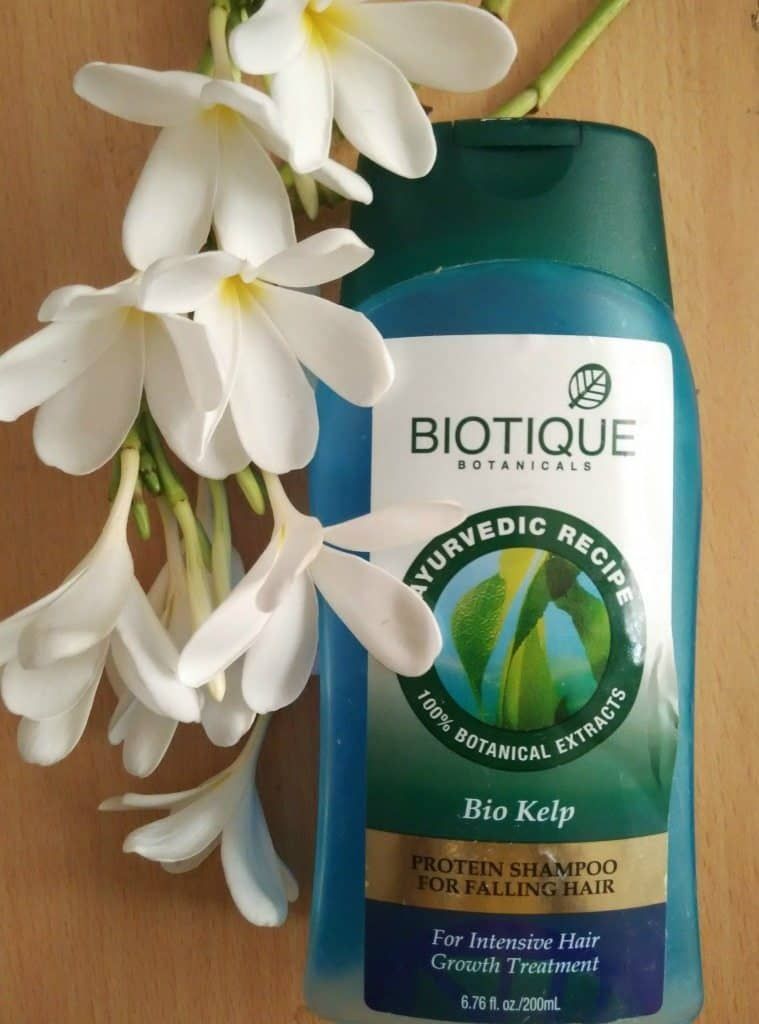 BIOTIQUE
BOTANICALS
AYURVEDIC RECIPE
100% BOTANICAL EXTRACTS
Bio Kelp
PROTEIN SHAMPOO
FOR FALLING HAIR
For Intensive Hair
Growth Treatment
6.76 fl. oz./200mL